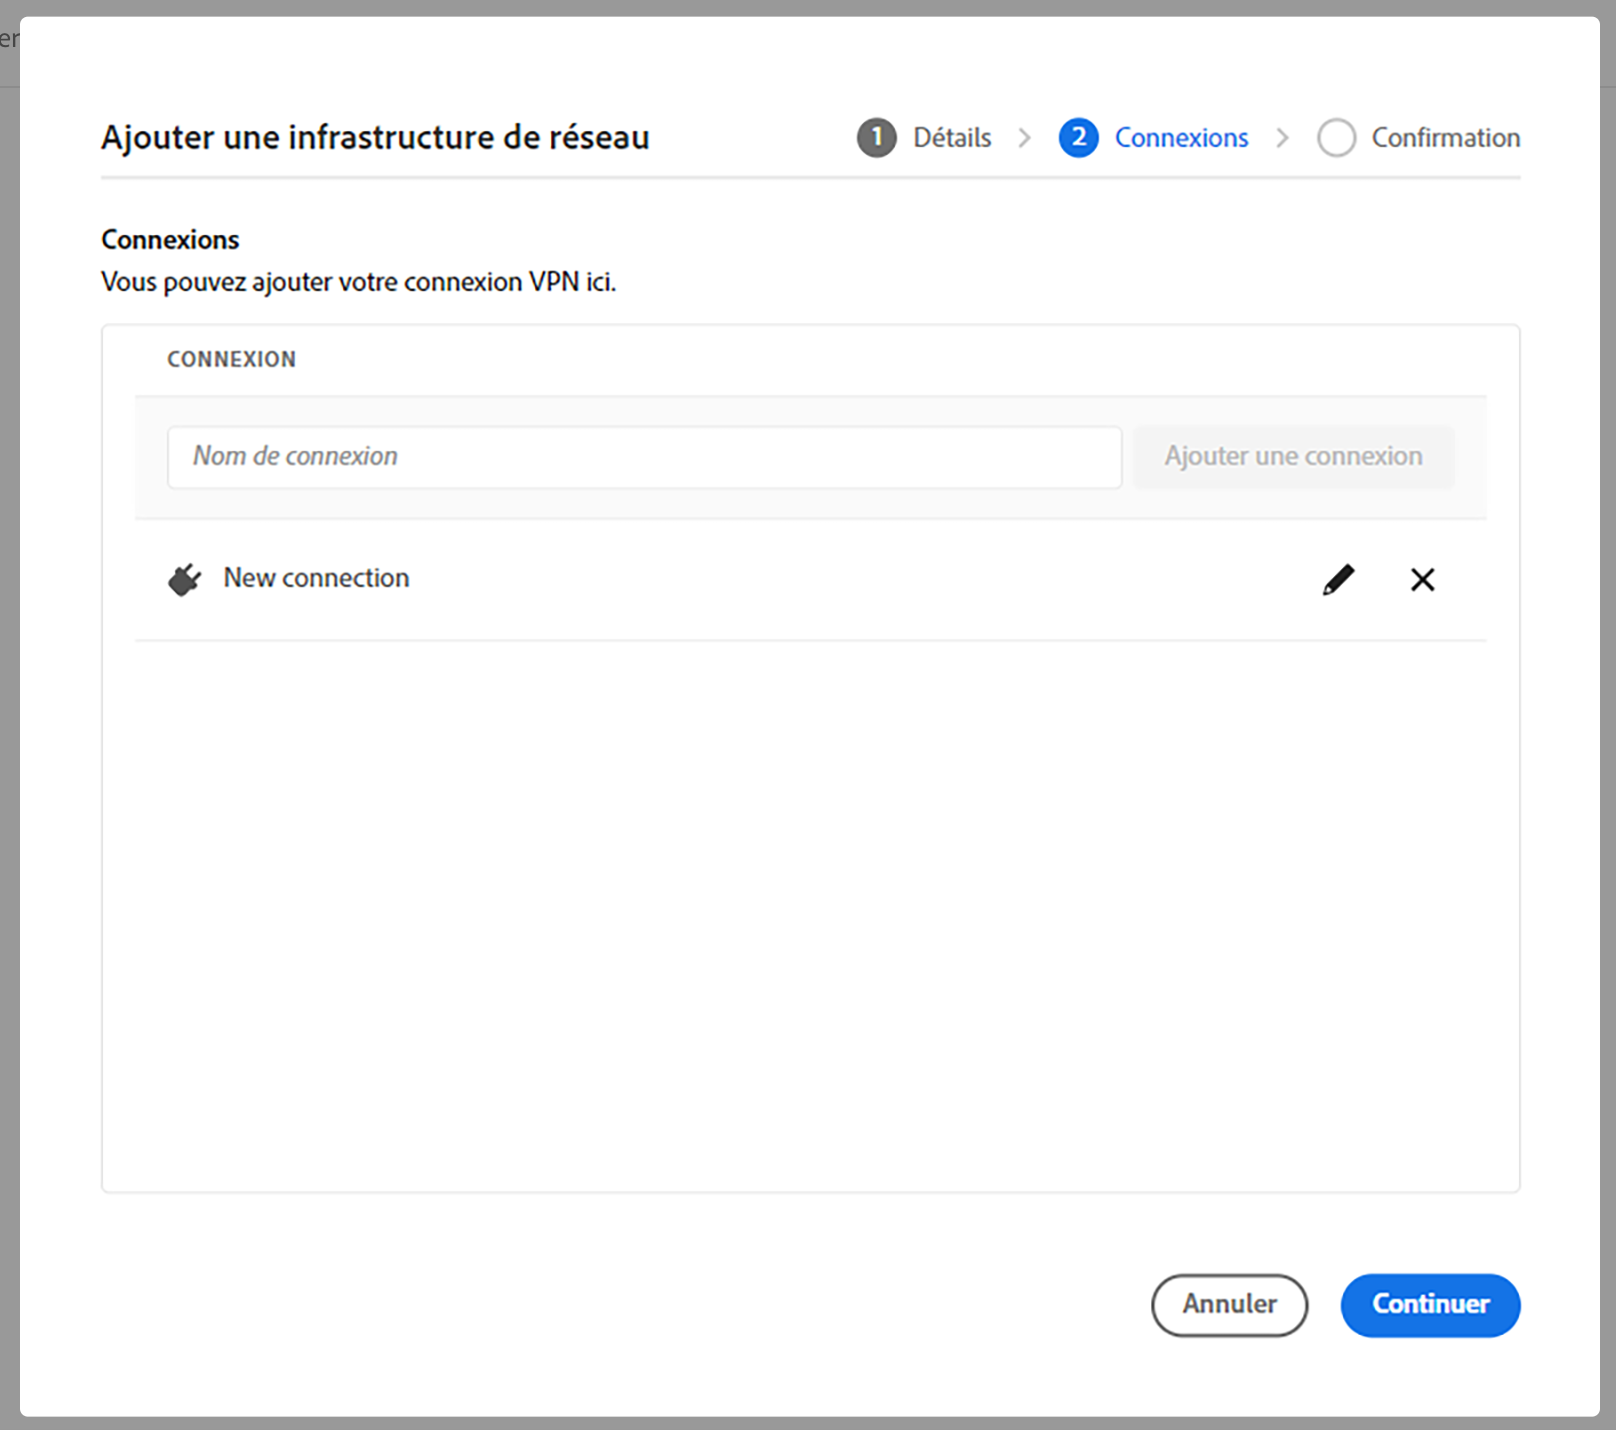 Ajouter une infrastructure de réseau
1 Détails 2 Connexions Confirmation
Connexions
Vous pouvez ajouter votre connexion VPN ici.
CONNEXION
Nom de connexion Ajouter une connexion
New connection
Annuler Continuer